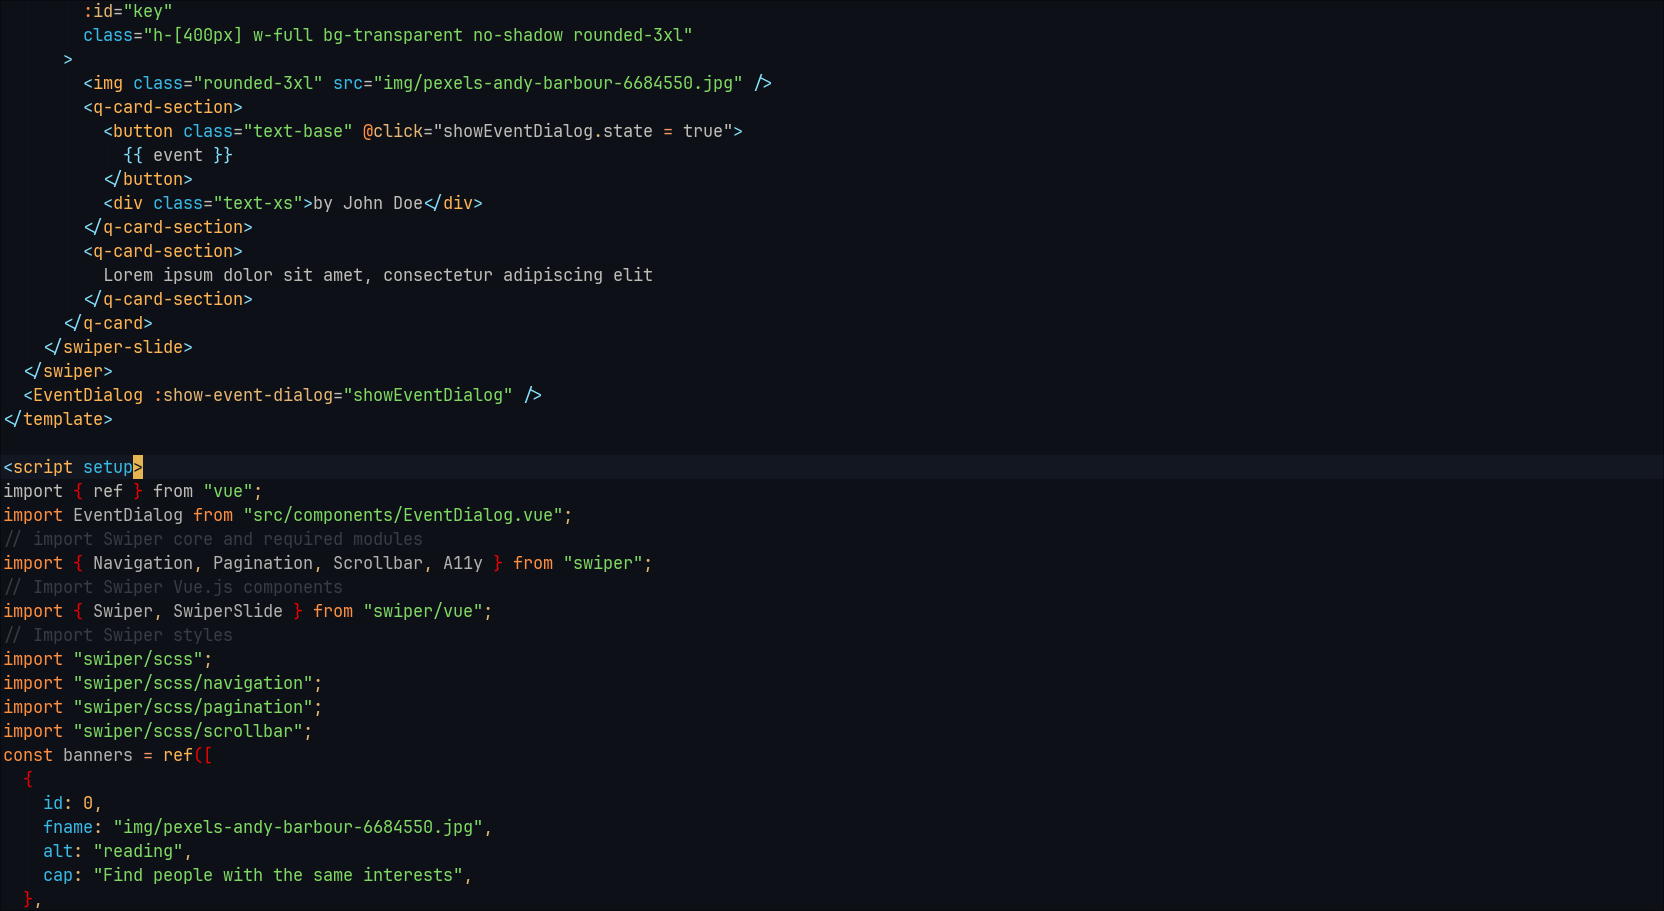 :id="key"
class="h-[400px] w-full bg-transparent no-shadow rounded-3xl"
>
<img class="rounded-3xl" src="img/pexels-andy-barbour-6684550.jpg" />
<q-card-section>
<button class="text-base" @click="showEventDialog.state = true">
{{ event }}
</button>
<div class="text-xs">by John Doe</div>
</q-card-section>
<q-card-section>
Lorem ipsum dolor sit amet, consectetur adipiscing elit
</q-card-section>
</q-card>
</swiper-slide>
</swiper>
<EventDialog :show-event-dialog="showEventDialog" />
</template>
<script setup>
import { ref } from "vue";
import EventDialog from "src/components/EventDialog.vue";
// import Swiper core and required modules
import { Navigation, Pagination, Scrollbar, A11y } from "swiper";
// Import Swiper Vue.js components
import { Swiper, SwiperSlide } from "swiper/vue";
// Import Swiper styles
import "swiper/scss";
import "swiper/scss/navigation";
import "swiper/scss/pagination";
import "swiper/scss/scrollbar";
const banners = ref([
{
id: 0,
fname: "img/pexels-andy-barbour-6684550.jpg",
alt: "reading",
cap: "Find people with the same interests",
},